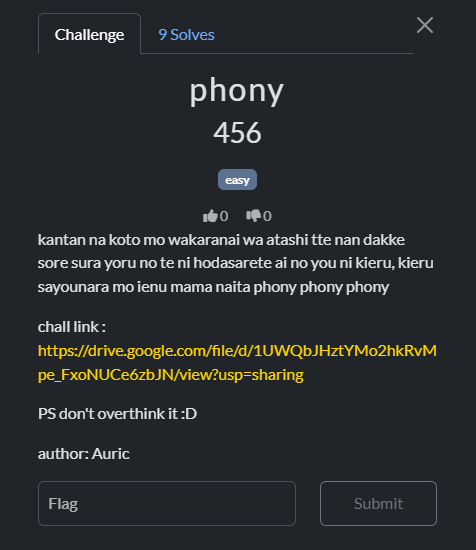 Challenge
9 Solves
phony
456
easy
0 0
kantan na koto mo wakaranai wa atashi tte nan dakke
sore sura yoru no te ni hodasarete ai no you ni kieru, kieru
sayounara mo ienu mama naita phony phony phony
chall link :
https://drive.google.com/file/d/1UWQbJHztYMo2hkRvM
pe_FxoNUCe6zbJN/view?usp=sharing
PS don't overthink it :D
author: Auric
Flag
Submit